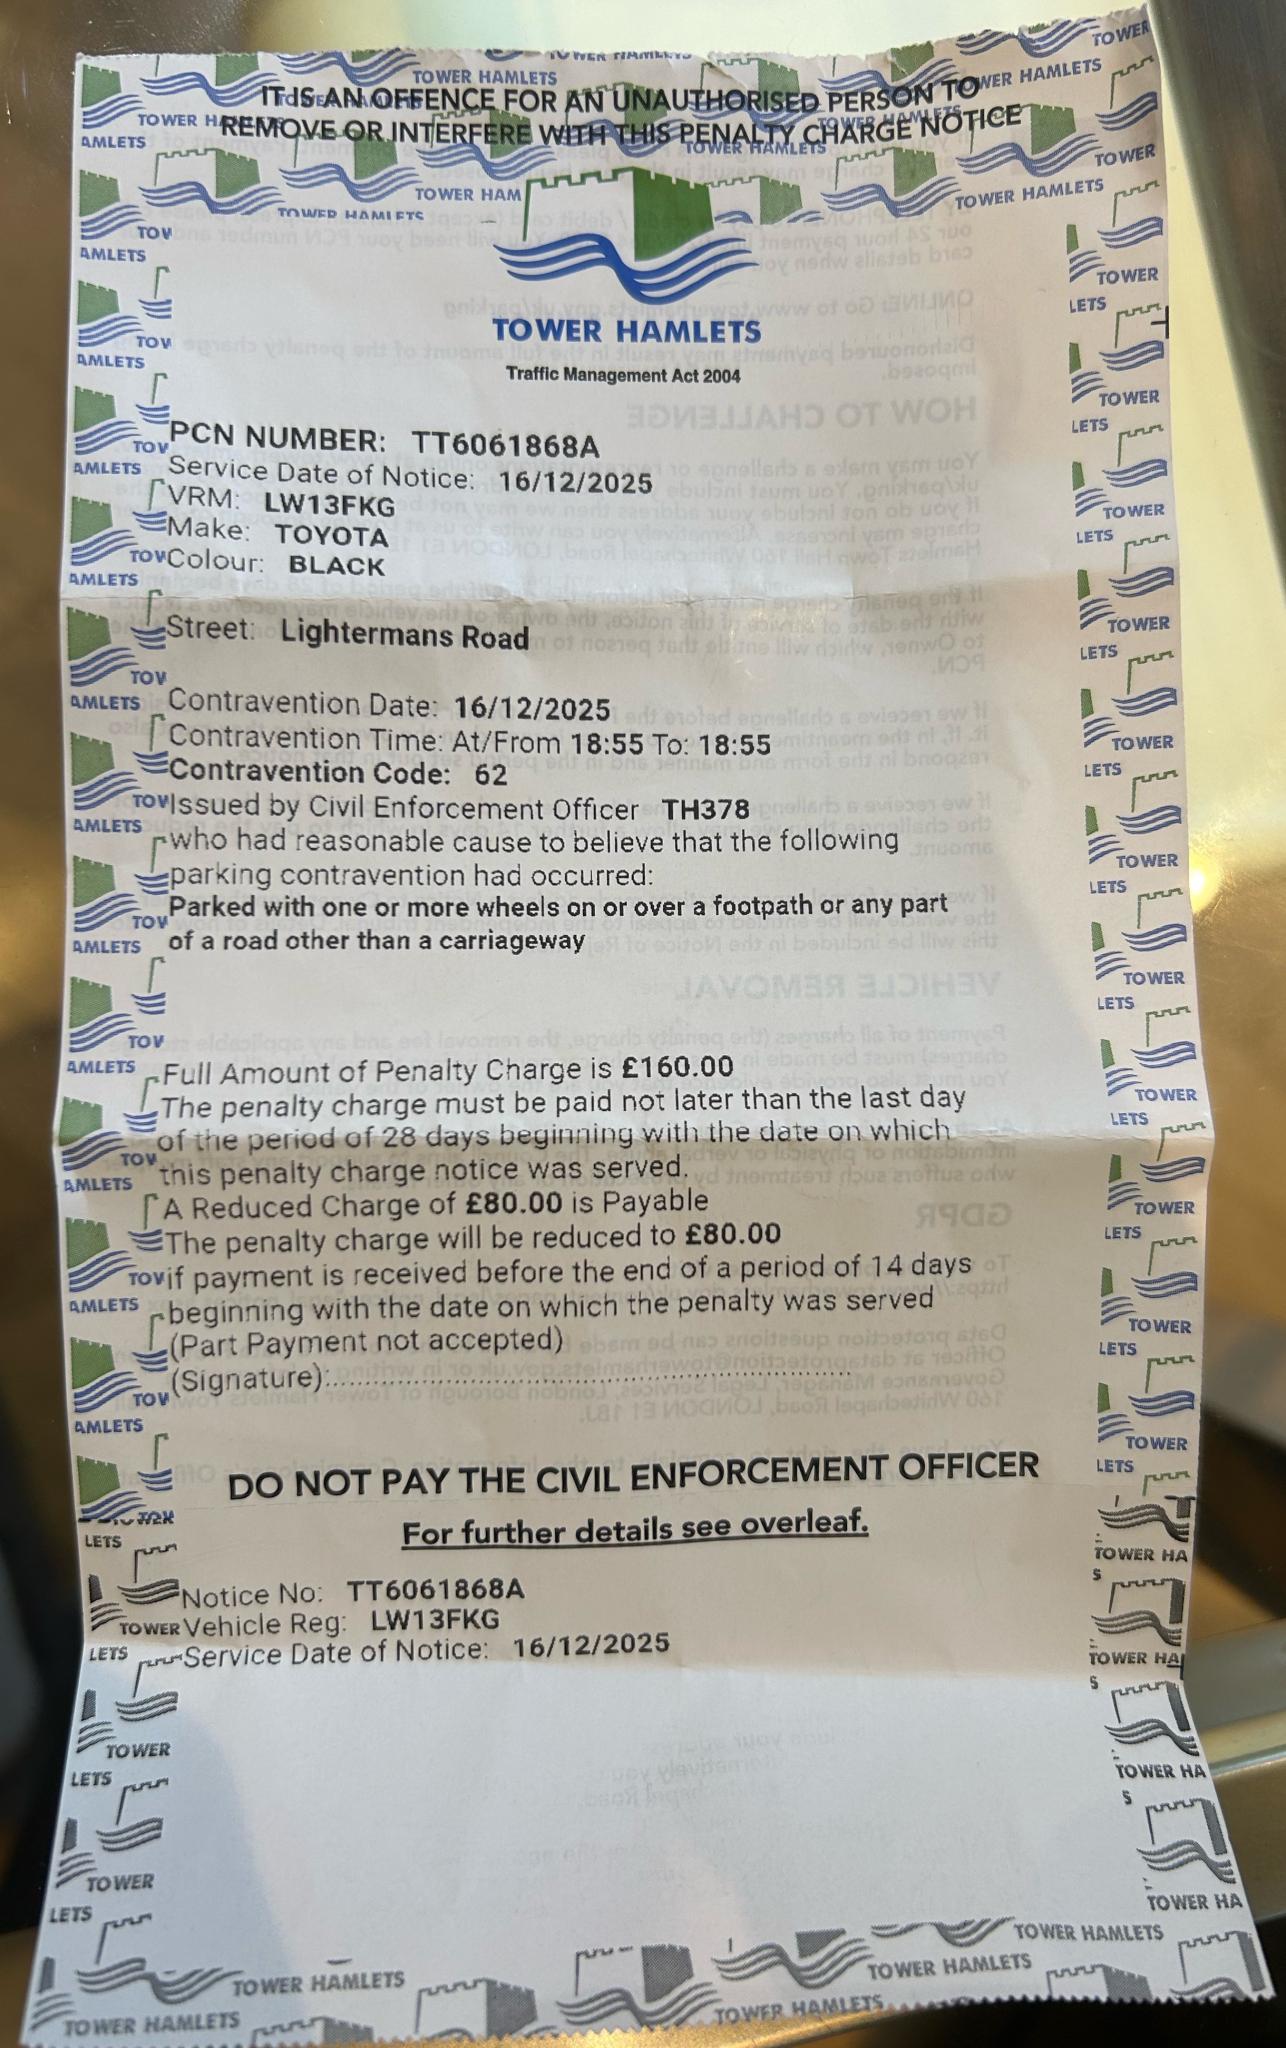 IT IS AN OFFENCE FOR AN UNAUTHORISED PERSON TO
REMOVE OR INTERFERE WITH THIS PENALTY CHARGE NOTICE
TOWER HAMLETS
Traffic Management Act 2004
PCN NUMBER: TT6061868A
Service Date of Notice: 16/12/2025
VRM: LW13FKG
Make: TOYOTA
Colour: BLACK
Street: Lightermans Road
Contravention Date: 16/12/2025
Contravention Time: At/From 18:55 To: 18:55
Contravention Code: 62
Issued by Civil Enforcement Officer TH378
who had reasonable cause to believe that the following
parking contravention had occurred:
Parked with one or more wheels on or over a footpath or any part
of a road other than a carriageway
Full Amount of Penalty Charge is £160.00
The penalty charge must be paid not later than the last day
of the period of 28 days beginning with the date on which
this penalty charge notice was served.
A Reduced Charge of £80.00 is Payable
The penalty charge will be reduced to £80.00
if payment is received before the end of a period of 14 days
beginning with the date on which the penalty was served
(Part Payment not accepted)
(Signature):..................................................................
DO NOT PAY THE CIVIL ENFORCEMENT OFFICER
For further details see overleaf.
Notice No: TT6061868A
Vehicle Reg: LW13FKG
Service Date of Notice: 16/12/2025